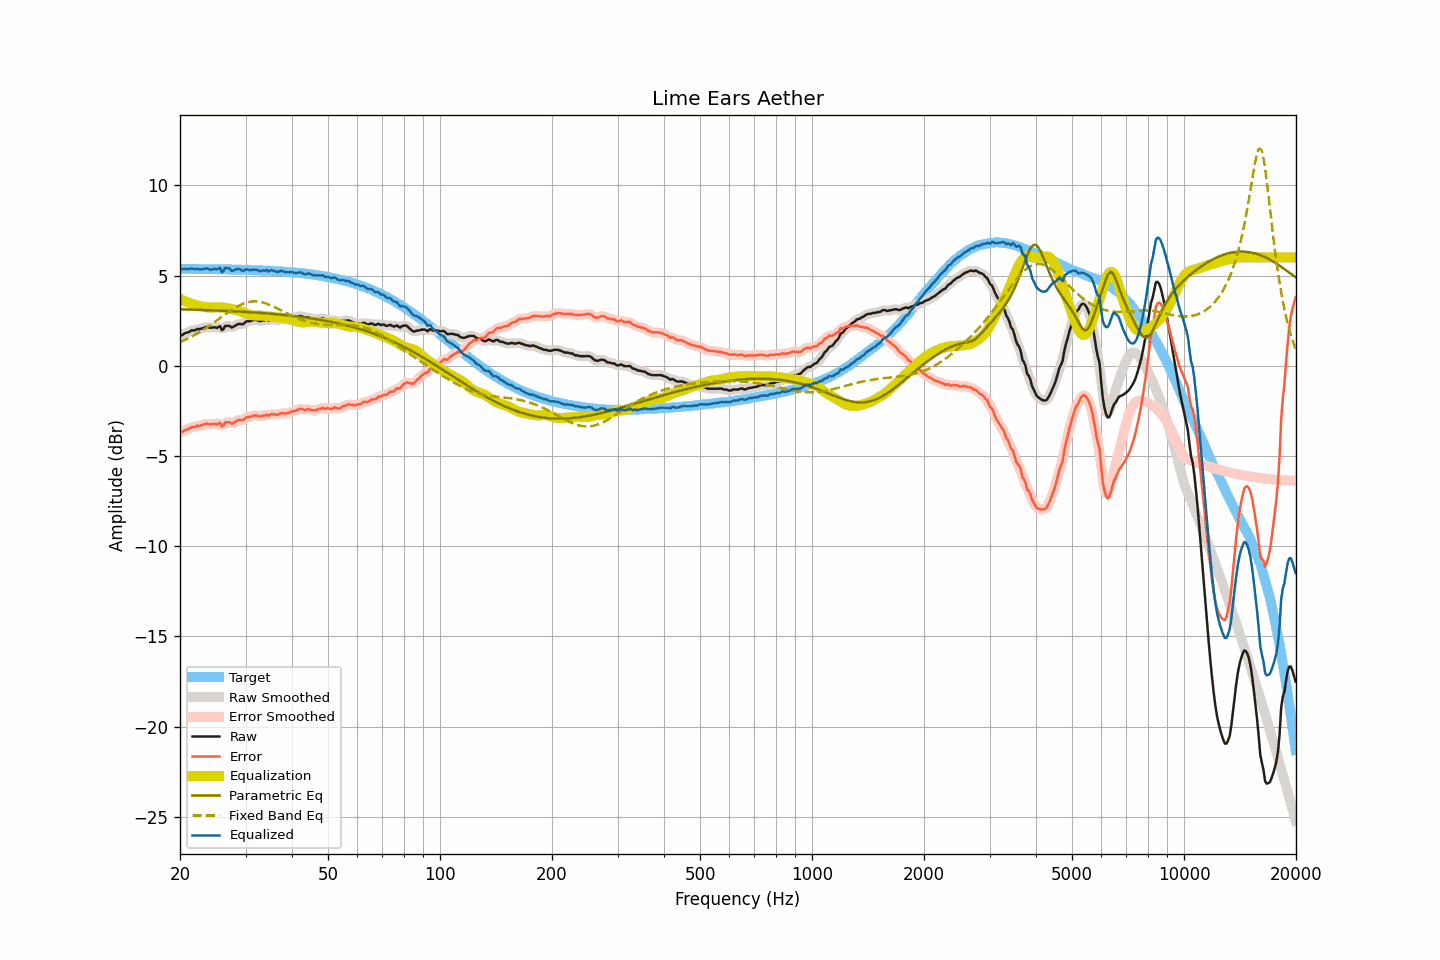 Lime Ears Aether
Amplitude (dBr)
10
5
0
−5
−10
−15
−20
−25
Target
Raw Smoothed
Error Smoothed
Raw
Error
Equalization
Parametric Eq
Fixed Band Eq
Equalized
20 50 100 200 500 1000 2000 5000 10000 20000
Frequency (Hz)